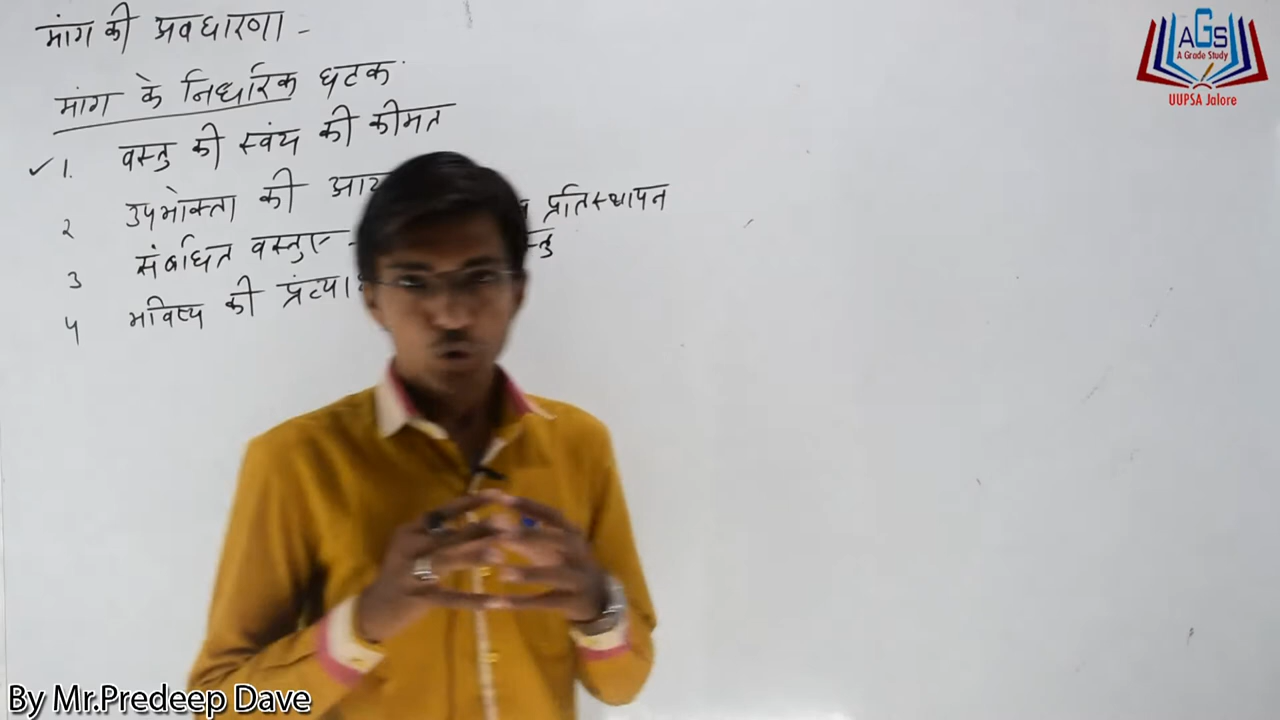 मांग की अवधारणा -
मांग के निर्धारक घटक
✓1. वस्तु की स्वंय की कीमत
2 उपभोक्ता की आय
प्रतिस्थापन
3 संबंधित वस्तुएं -
4 भविष्य की
AGS
A Grade Study
UUPSA Jalore
By Mr.Predeep Dave